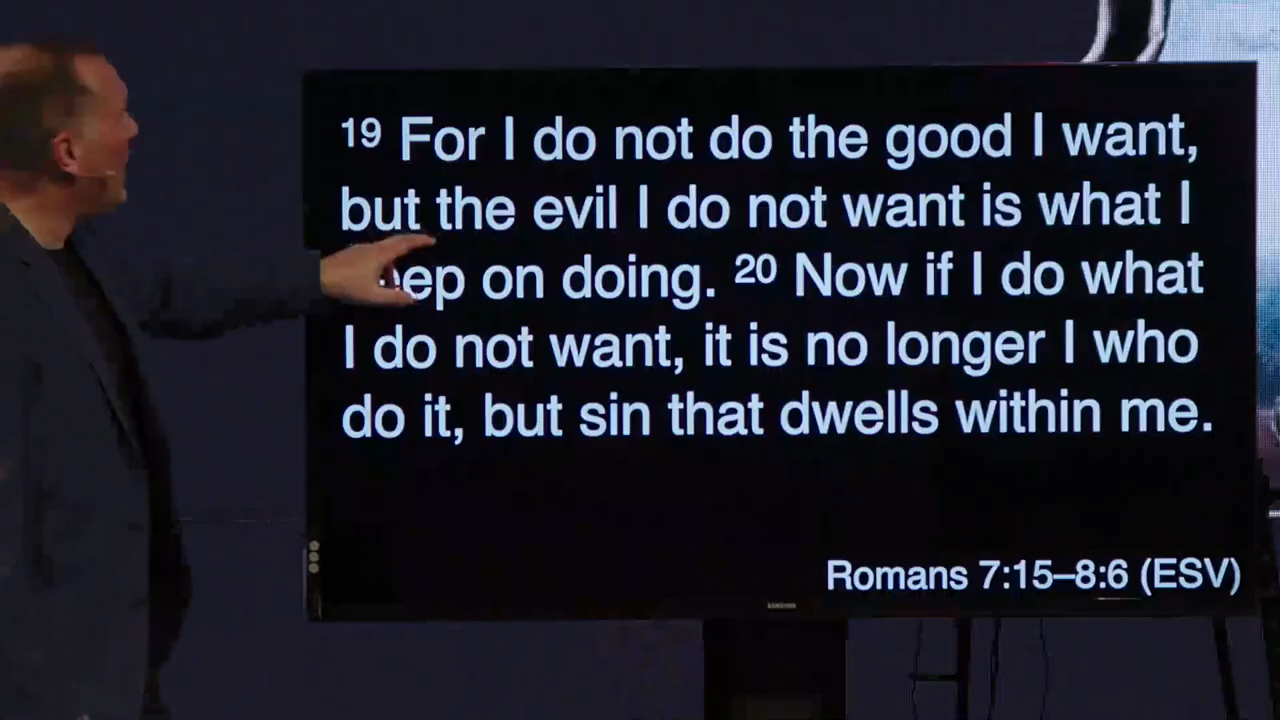 19 For I do not do the good I want,
but the evil I do not want is what I
eep on doing. 20 Now if I do what
I do not want, it is no longer I who
do it, but sin that dwells within me.
Romans 7:15–8:6 (ESV)
SAMSUNG